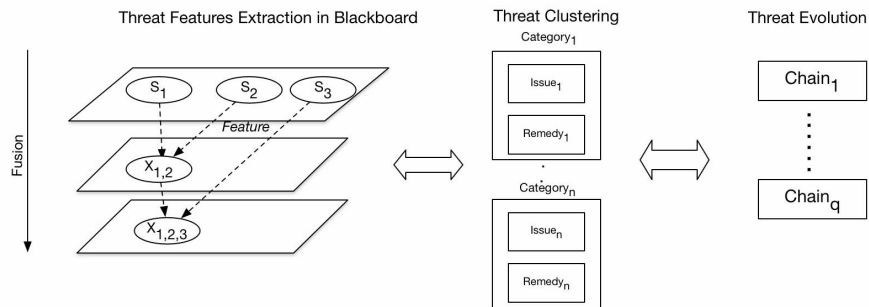 Threat Features Extraction in Blackboard
Fusion
S1
S2
S3
Feature
X1,2
X1,2,3
Threat Clustering
Category1
Issue1
Remedy1
Categoryn
Issuen
Remedyn
Threat Evolution
Chain1
Chainq